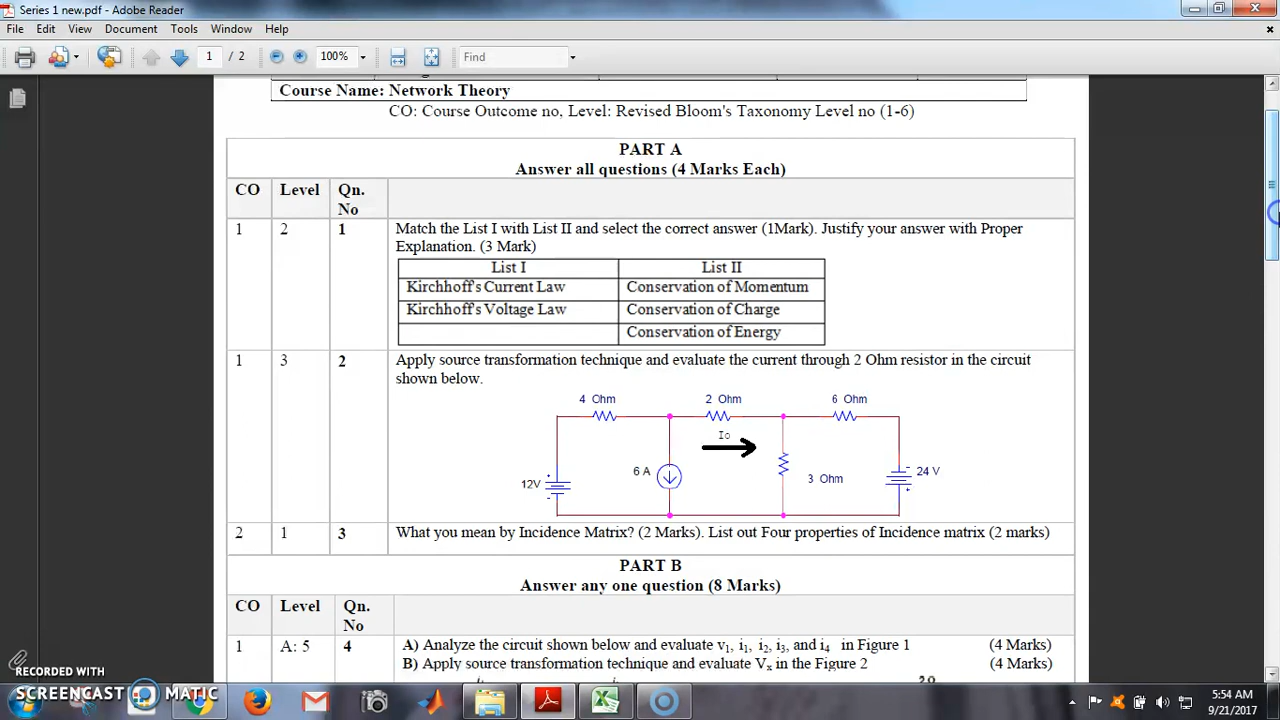 Series 1 new.pdf - Adobe Reader
File Edit View Document Tools Window Help
1 / 2 100% Find
Course Name: Network Theory
CO: Course Outcome no, Level: Revised Bloom's Taxonomy Level no (1-6)
PART A
Answer all questions (4 Marks Each)
CO Level Qn. No
1 2 1 Match the List I with List II and select the correct answer (1Mark). Justify your answer with Proper
Explanation. (3 Mark)
List I List II
Kirchhoff's Current Law Conservation of Momentum
Kirchhoff's Voltage Law Conservation of Charge
Conservation of Energy
1 3 2 Apply source transformation technique and evaluate the current through 2 Ohm resistor in the circuit
shown below.
4 Ohm 2 Ohm 6 Ohm
Io
6 A 24 V
12V 3 Ohm
+ - - +
2 1 3 What you mean by Incidence Matrix? (2 Marks). List out Four properties of Incidence matrix (2 marks)
PART B
Answer any one question (8 Marks)
CO Level Qn. No
1 A: 5 4 A) Analyze the circuit shown below and evaluate v₁, i₁, i₂, i₃, and i₄ in Figure 1 (4 Marks)
B) Apply source transformation technique and evaluate Vₓ in the Figure 2 (4 Marks)
RECORDED WITH
SCREENCAST MATIC
5:54 AM
9/21/2017